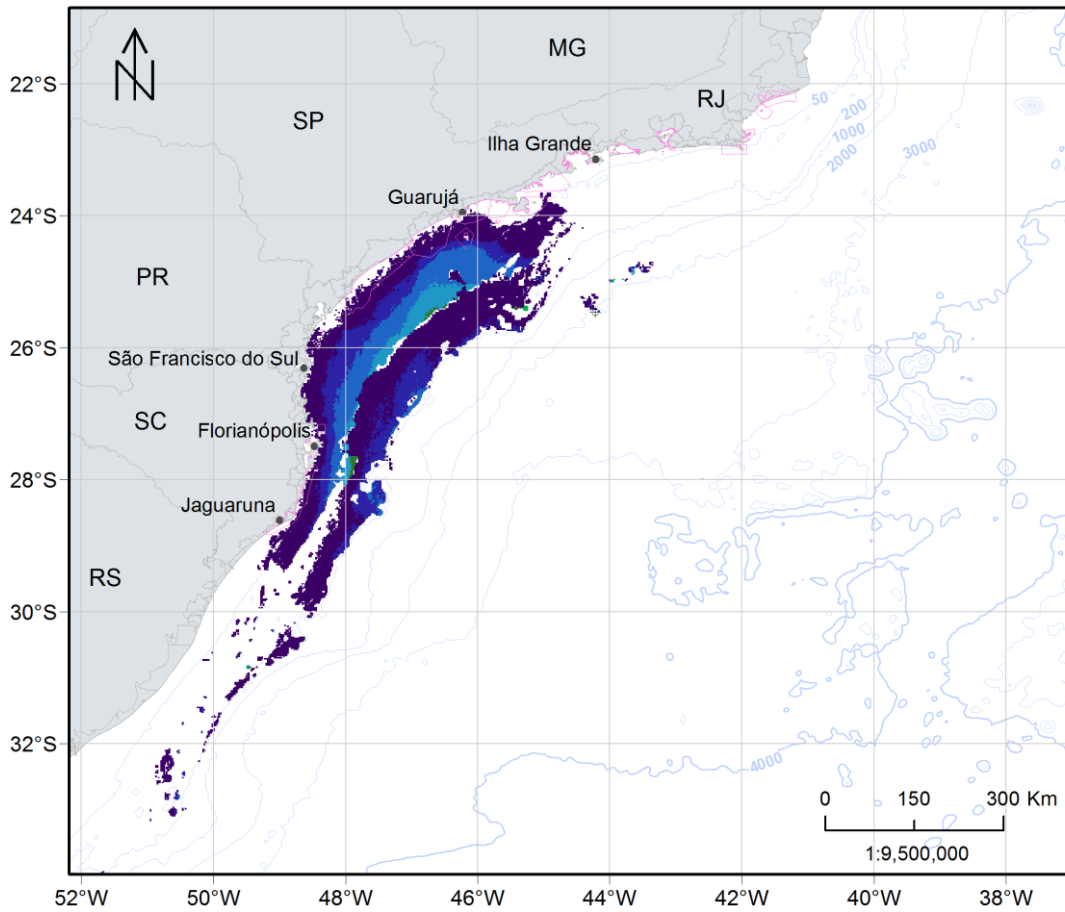 N
MG
22°S
50
200
1000
2000
3000
RJ
SP
Ilha Grande
Guarujá
24°S
PR
26°S
São Francisco do Sul
SC
Florianópolis
28°S
Jaguaruna
RS
30°S
32°S
4000
0 150 300 Km
1:9,500,000
52°W 50°W 48°W 46°W 44°W 42°W 40°W 38°W